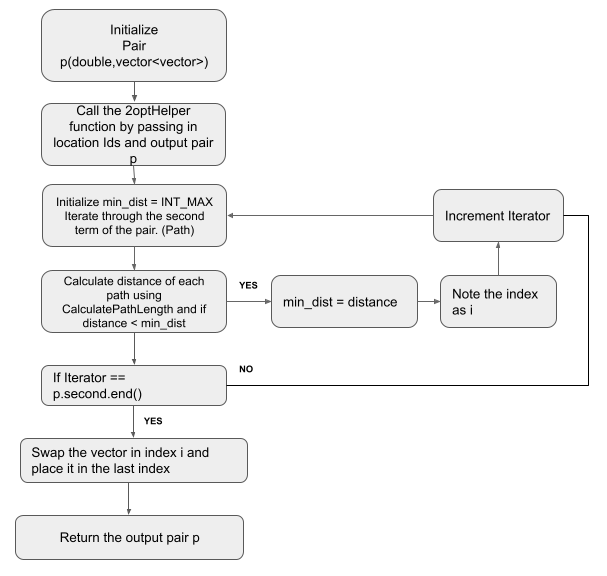 Initialize
Pair
p(double,vector<vector>)
Call the 2optHelper
function by passing in
location Ids and output pair
p
Initialize min_dist = INT_MAX
Iterate through the second
term of the pair. (Path)
Increment Iterator
Calculate distance of each
path using
CalculatePathLength and if
distance < min_dist
YES
min_dist = distance
Note the index
as i
If Iterator ==
p.second.end()
NO
YES
Swap the vector in index i and
place it in the last index
Return the output pair p